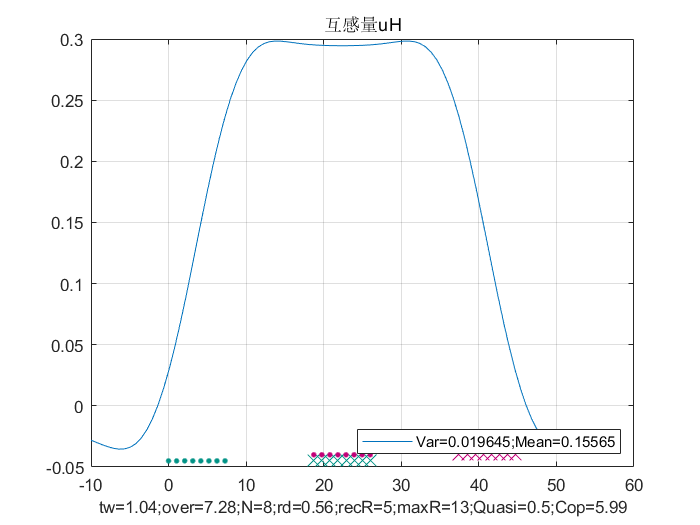 互感量uH
0.3
0.25
0.2
0.15
0.1
0.05
0
-0.05
Var=0.019645;Mean=0.15565
-10 0 10 20 30 40 50 60
tw=1.04;over=7.28;N=8;rd=0.56;recR=5;maxR=13;Quasi=0.5;Cop=5.99